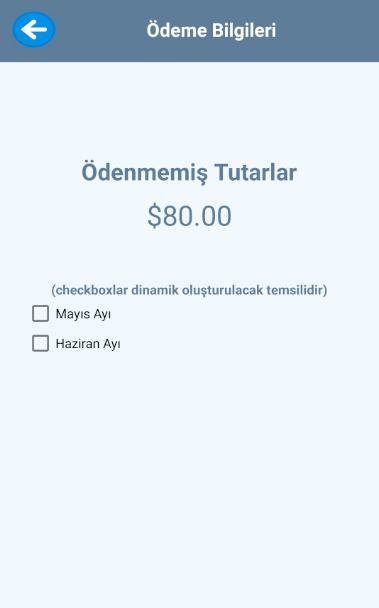 Ödeme Bilgileri
Ödenmemiş Tutarlar
$80.00
(checkboxlar dinamik oluşturulacak temsilidir)
Mayıs Ayı
Haziran Ayı